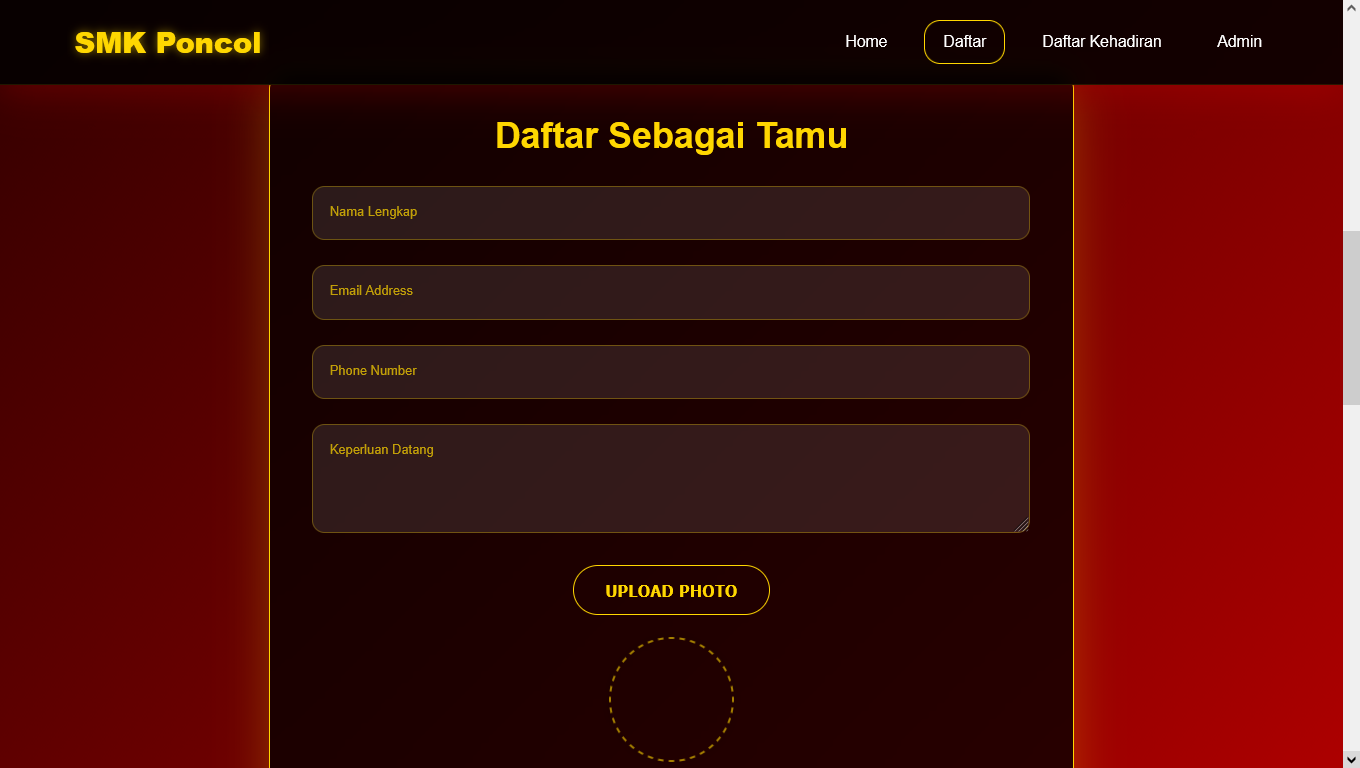 SMK Poncol
Home Daftar Daftar Kehadiran Admin
Daftar Sebagai Tamu
Nama Lengkap
Email Address
Phone Number
Keperluan Datang
UPLOAD PHOTO